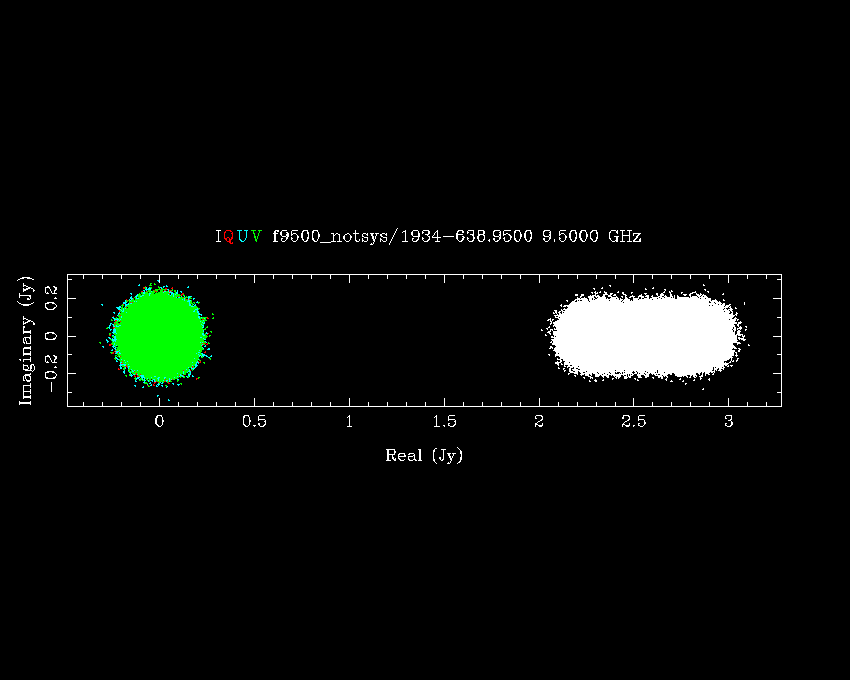 IQUV f9500_notsys/1934-638.9500 9.5000 GHz
Imaginary (Jy)
0.2
0
-0.2
0 0.5 1 1.5 2 2.5 3
Real (Jy)